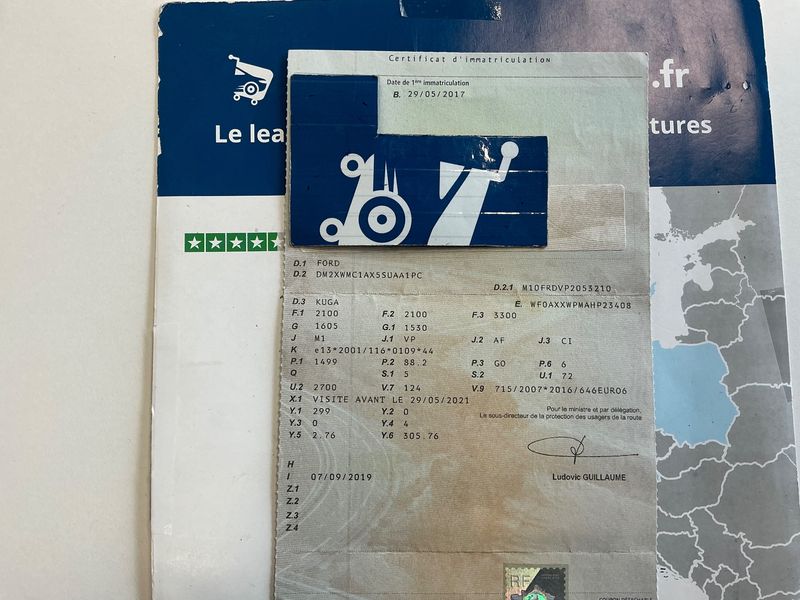 .fr
Le lea
tures
Certificat d'immatriculation
Date de 1ère immatriculation
B. 29/05/2017
D.1 FORD
D.2 DM2XWMC1AX5SUAA1PC
D.2.1 M10FRDVP2053210
D.3 KUGA
E. WF0AXXWPMAHP23408
F.1 2100 F.2 2100 F.3 3300
G 1605 G.1 1530
J M1 J.1 VP J.2 AF J.3 CI
K e13*2001/116*0109*44
P.1 1499 P.2 88.2 P.3 GO P.6 6
Q S.1 5 S.2 U.1 72
U.2 2700 V.7 124 V.9 715/2007*2016/646EURO6
X.1 VISITE AVANT LE 29/05/2021
Y.1 299 Y.2 0
Y.3 0 Y.4 4
Y.5 2.76 Y.6 305.76
Pour le ministre et par délégation,
Le sous-directeur de la protection des usagers de la route
H
I 07/09/2019
Ludovic GUILLAUME
Z.1
Z.2
Z.3
Z.4
RF
COUPON DÉTACHABLE